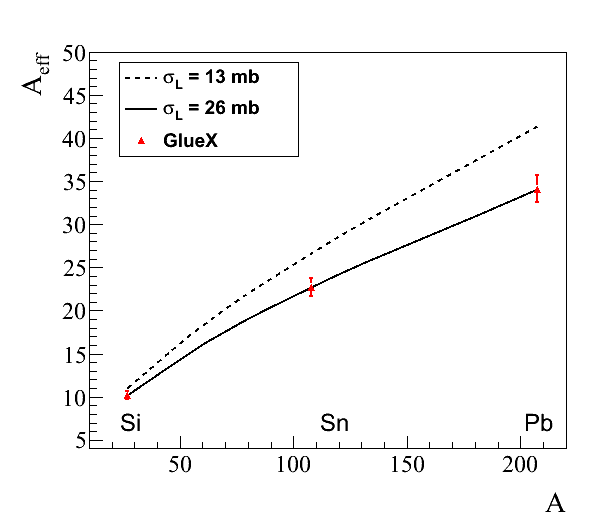 A_eff
50
45
40
35
30
25
20
15
10
5
σ_L = 13 mb
σ_L = 26 mb
GlueX
Si Sn Pb
50 100 150 200
A